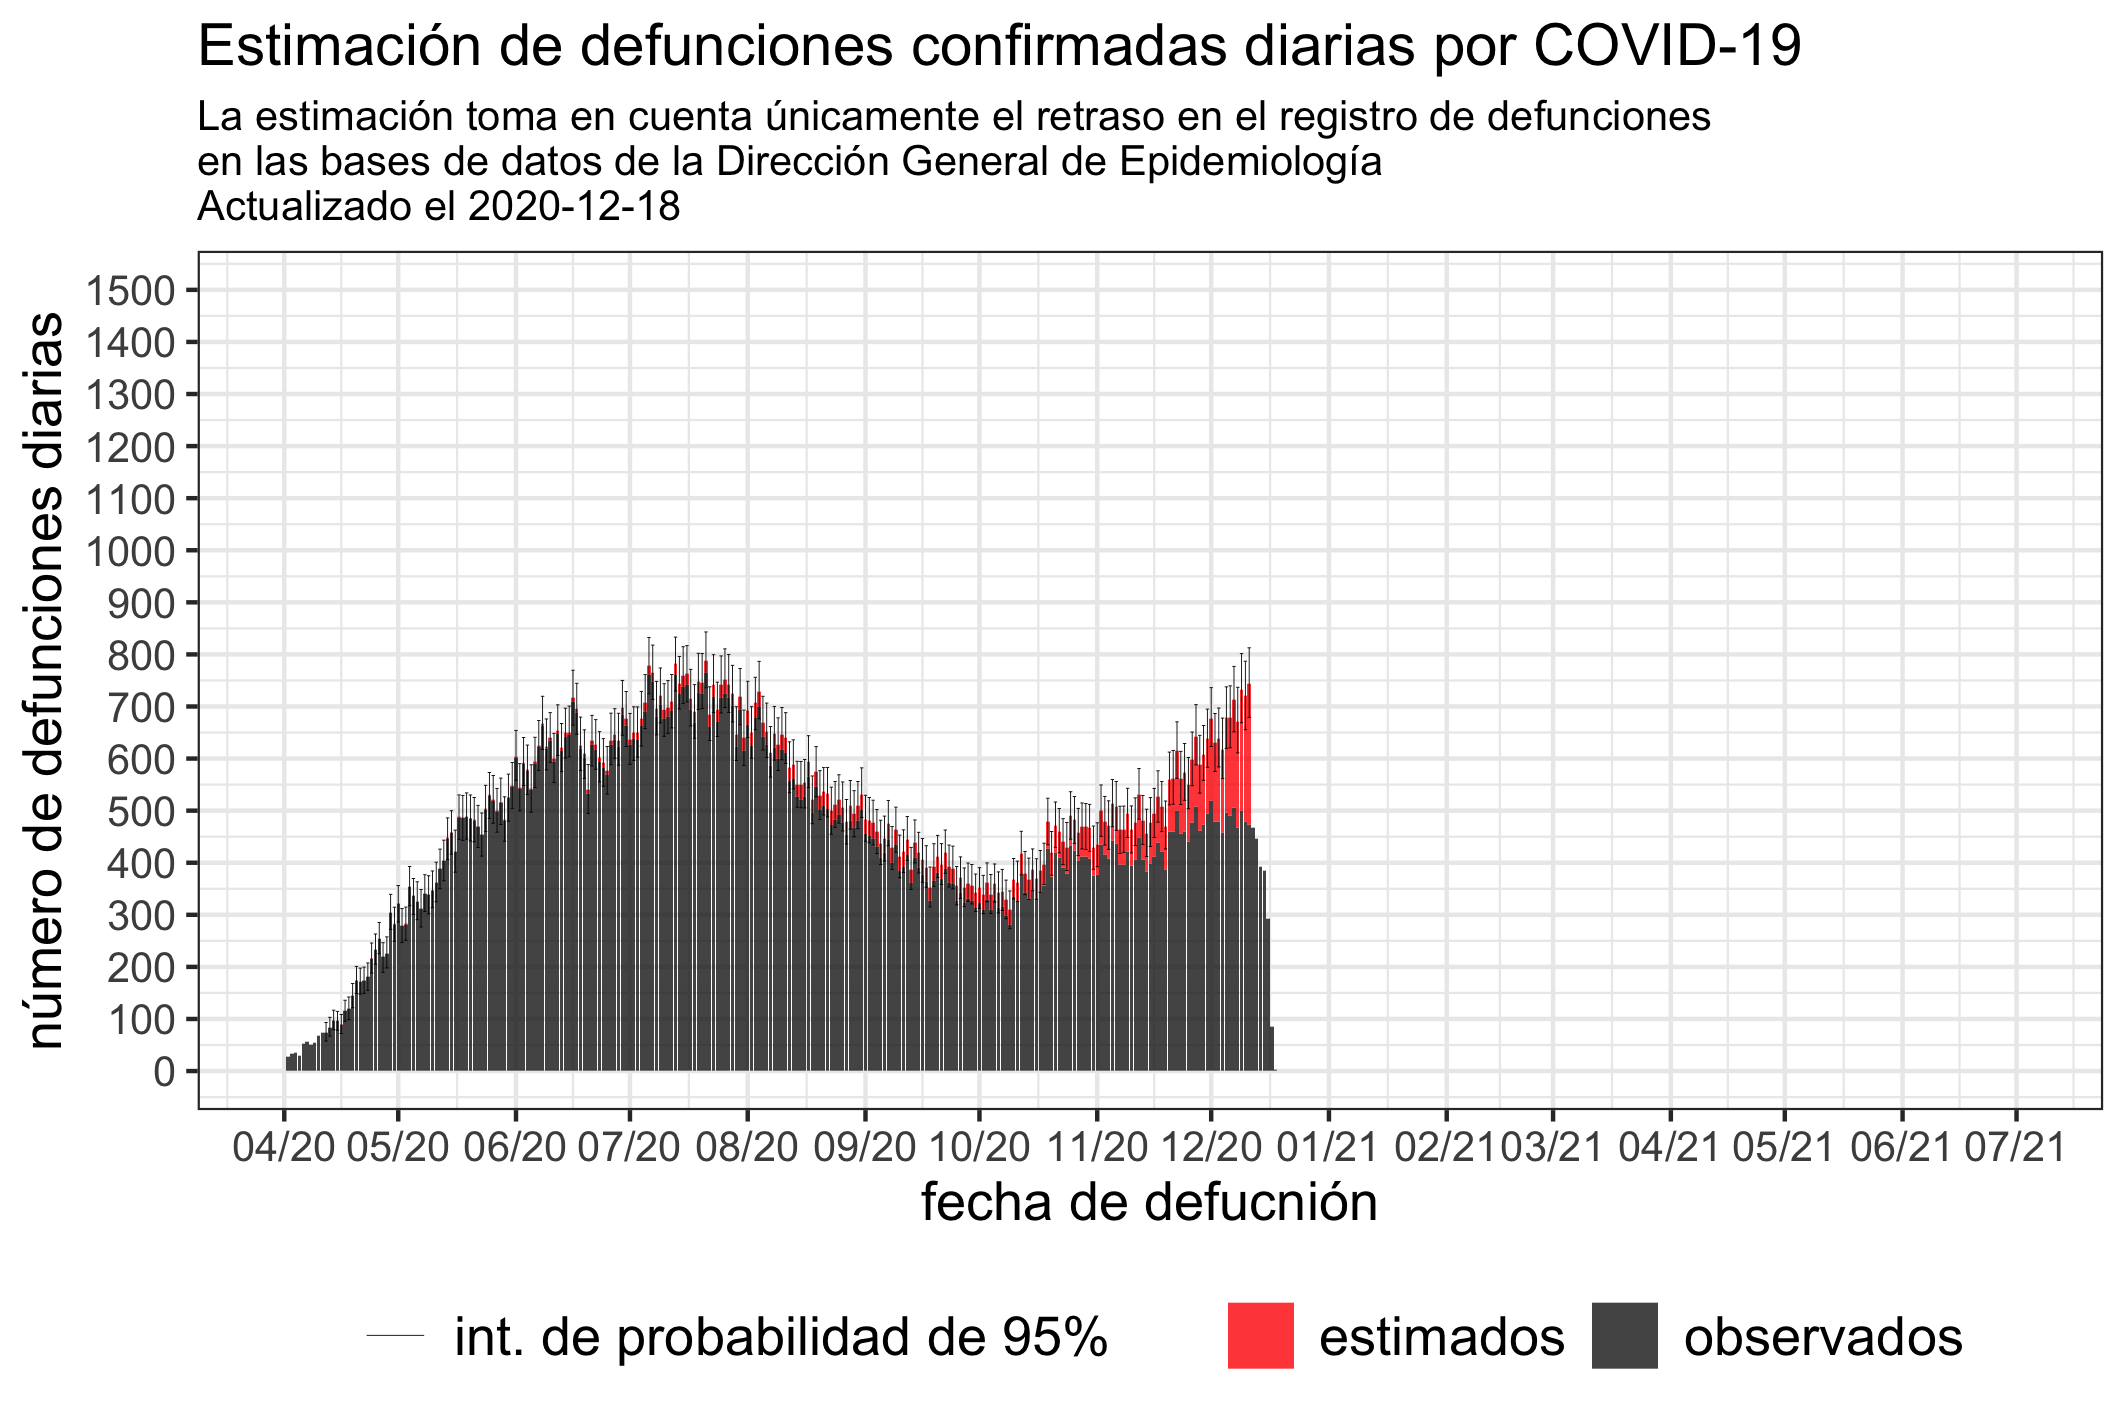 Estimación de defunciones confirmadas diarias por COVID-19
La estimación toma en cuenta únicamente el retraso en el registro de defunciones
en las bases de datos de la Dirección General de Epidemiología
Actualizado el 2020-12-18
número de defunciones diarias
1500
1400
1300
1200
1100
1000
900
800
700
600
500
400
300
200
100
0
04/20 05/20 06/20 07/20 08/20 09/20 10/20 11/20 12/20 01/21 02/21 03/21 04/21 05/21 06/21 07/21
fecha de defucnión
int. de probabilidad de 95% estimados observados